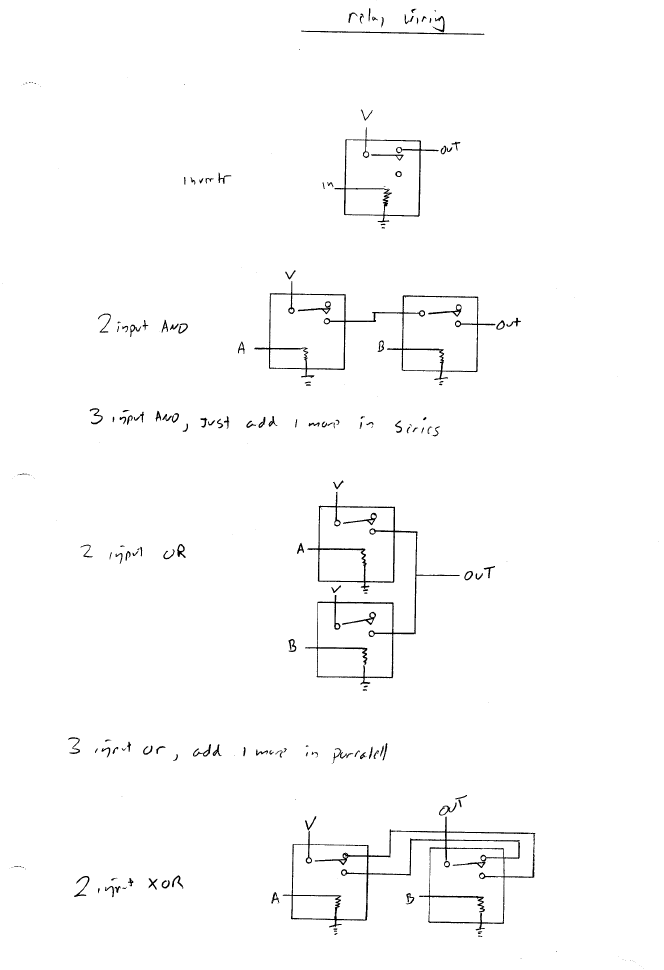 relay wiring
V
OUT
inverter
in
V
2 input AND
OUT
A
B
3 input AND, Just add 1 more in series
V
2 input OR
A
OUT
V
B
3 input or, add 1 more in parralell
OUT
V
2 input XOR
A
B